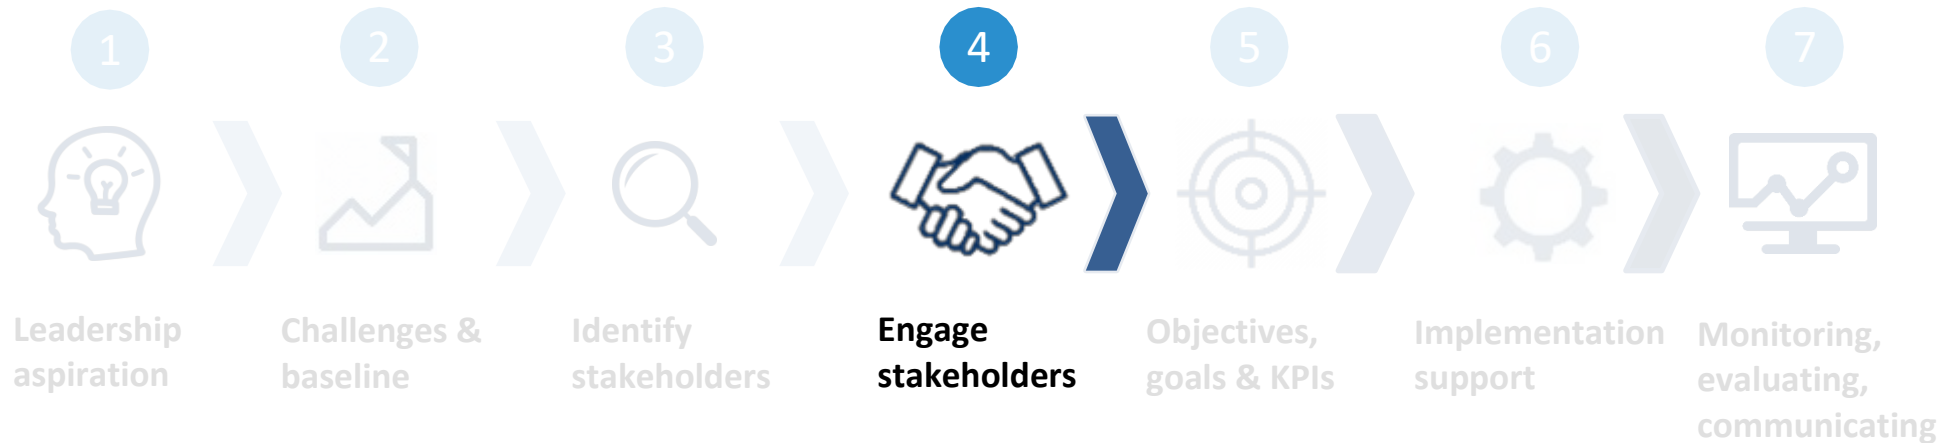 1 2 3 4 5 6 7
Leadership
aspiration
Challenges &
baseline
Identify
stakeholders
Engage
stakeholders
Objectives,
goals & KPIs
Implementation
support
Monitoring,
evaluating,
communicating